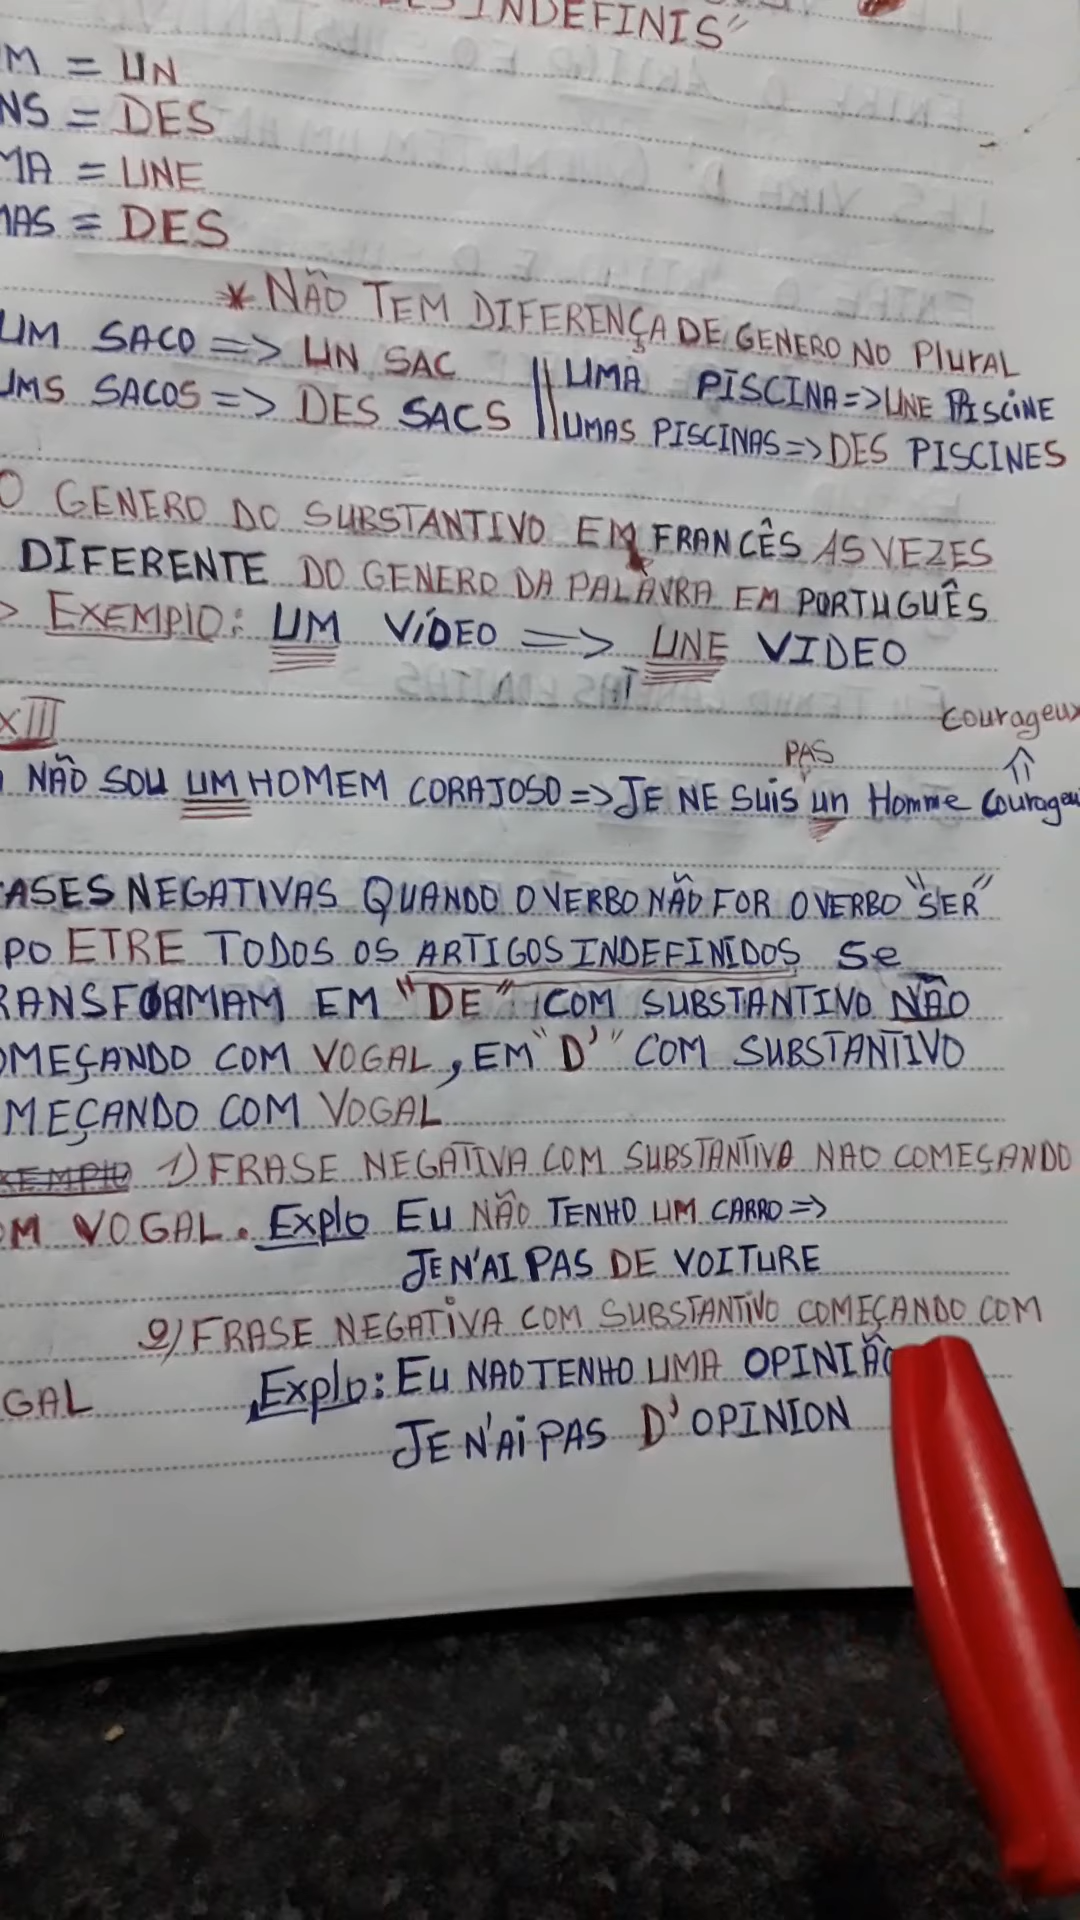 INDEFINIS"
M = UN
NS = DES
MA = UNE
MAS = DES
* NÃO TEM DIFERENÇA DE GENERO NO PlurAl
UM SACO => UN SAC || UMA PISCINA => UNE PISCINE
UMS SACOS => DES SACS || UMAS PISCINAS => DES PISCINES
O GENERO DO SUBSTANTIVO EM FRANCÊS AS VEZES
DIFERENTE DO GENERO DA PALAVRA EM PORTUGUÊS
> EXEMPlO: UM VÍDEO => UNE VIDEO
XIII
Courageux
PAS
NÃO SOU UM HOMEM CORAJOSO => JE NE Suis un Homme Courageu
ASES NEGATIVAS QUANDO O VERBO NÃO FOR O VERBO "SER"
PO ETRE TODOS OS ARTIGOS INDEFINIDOS Se
RANSFORMAM EM "DE" COM SUBSTANTIVO NÃO
OMEÇANDO COM VOGAL, EM "D'" COM SUBSTANTIVO
MEÇANDO COM VOGAL
XEMPlO 1) FRASE NEGATIVA COM SUBSTANTIVO NAO COMEÇANDO
OM VOGAL. Explo EU NÃO TENHO UM CARRO =>
JE N'AI PAS DE VOITURE
2) FRASE NEGATIVA COM SUBSTANTIVO COMEÇANDO COM
GAL Explo: EU NAO TENHO UMA OPINIÃO
JE N'Ai PAS D'OPINION